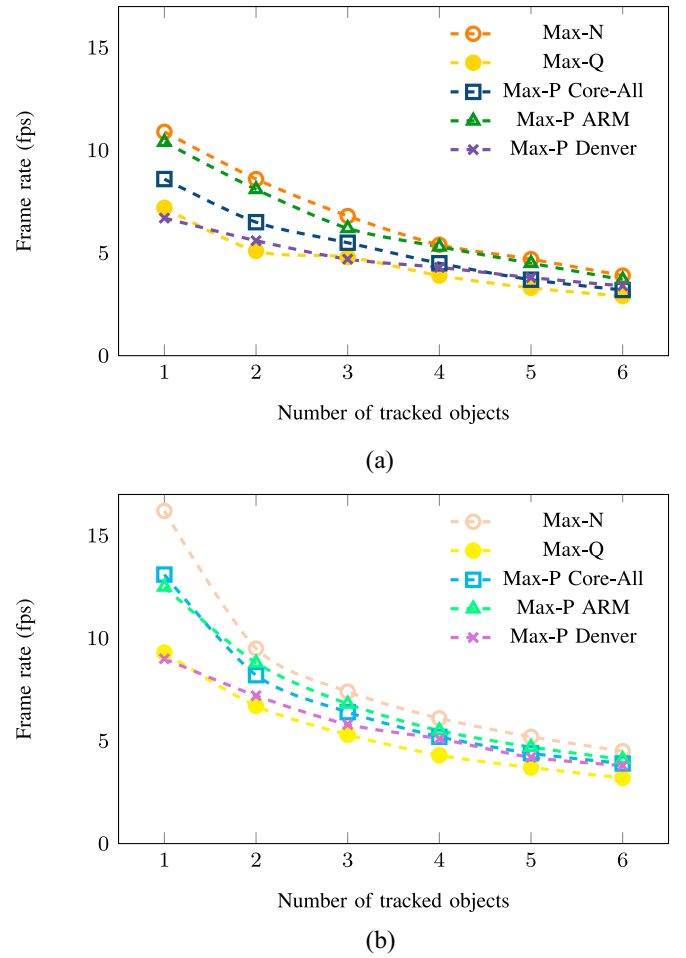 15
10
5
0
Frame rate (fps)
Max-N
Max-Q
Max-P Core-All
Max-P ARM
Max-P Denver
1 2 3 4 5 6
Number of tracked objects
(a)
15
10
5
0
Frame rate (fps)
Max-N
Max-Q
Max-P Core-All
Max-P ARM
Max-P Denver
1 2 3 4 5 6
Number of tracked objects
(b)